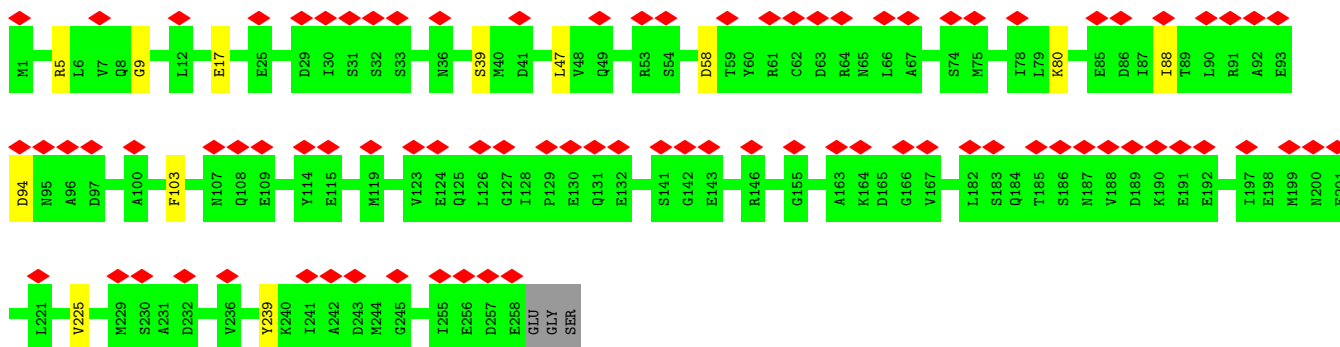 M1 R5 L6 V7 Q8 G9 L12 E17 E25 D29 I30 S31 S32 S33 N36 S39 M40 D41 L47 V48 Q49 R53 S54 D58 T59 Y60 R61 C62 D63 R64 N65 L66 A67 S74 M75 I78 L79 K80 E85 D86 I87 I88 T89 L90 R91 A92 E93
D94 N95 A96 D97 A100 F103 N107 Q108 E109 Y114 E115 M119 V123 E124 Q125 L126 G127 I128 P129 E130 Q131 E132 S141 G142 E143 R146 G155 A163 K164 D165 G166 V167 L182 S183 Q184 T185 S186 N187 V188 D189 K190 E191 E192 I197 E198 M199 N200 E201
L221 V225 M229 S230 A231 D232 V236 Y239 K240 I241 A242 D243 M244 G245 I255 E256 D257 E258 GLU GLY SER